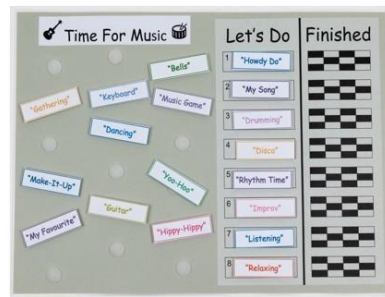 Time For Music
"Bells"
"Gathering"
"Keyboard"
"Music Game"
"Dancing"
"Make-It-Up"
"Yoo-Hoo"
"My Favourite"
"Guitar"
"Hippy-Hippy"
Let's Do
1 "Howdy Do"
2 "My Song"
3 "Drumming"
4 "Disco"
5 "Rhythm Time"
6 "Improv"
7 "Listening"
8 "Relaxing"
Finished